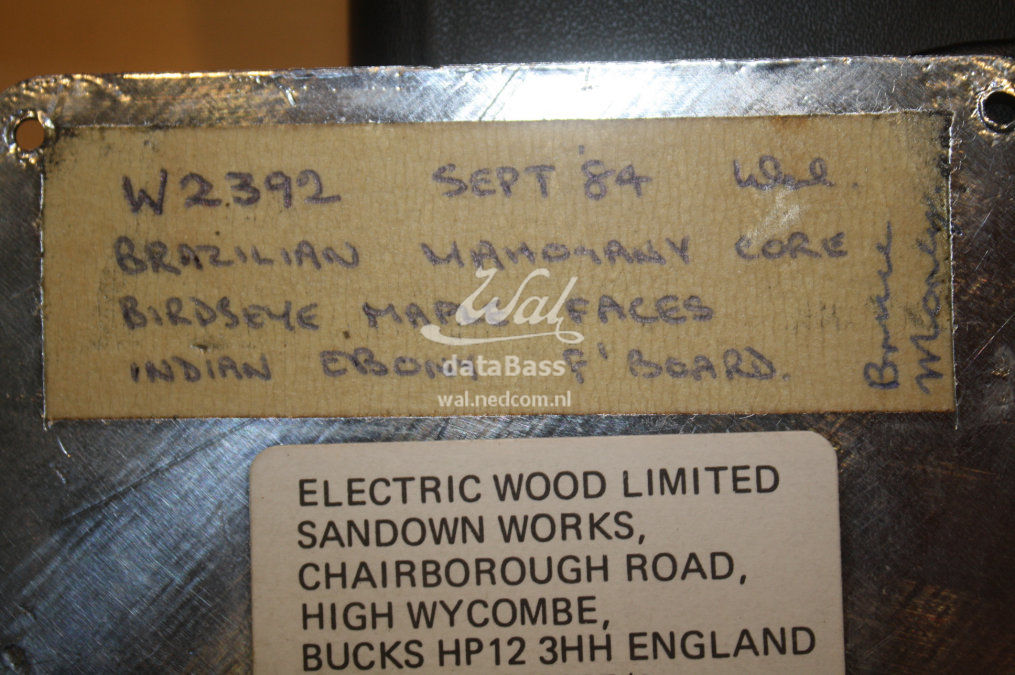 W2392 SEPT '84 Wal.
BRAZILIAN MAHOGANY CORE
BIRDSEYE MAPLE FACES
INDIAN EBONY F' BOARD.
Wal
dataBass
wal.nedcom.nl
ELECTRIC WOOD LIMITED
SANDOWN WORKS,
CHAIRBOROUGH ROAD,
HIGH WYCOMBE,
BUCKS HP12 3HH ENGLAND